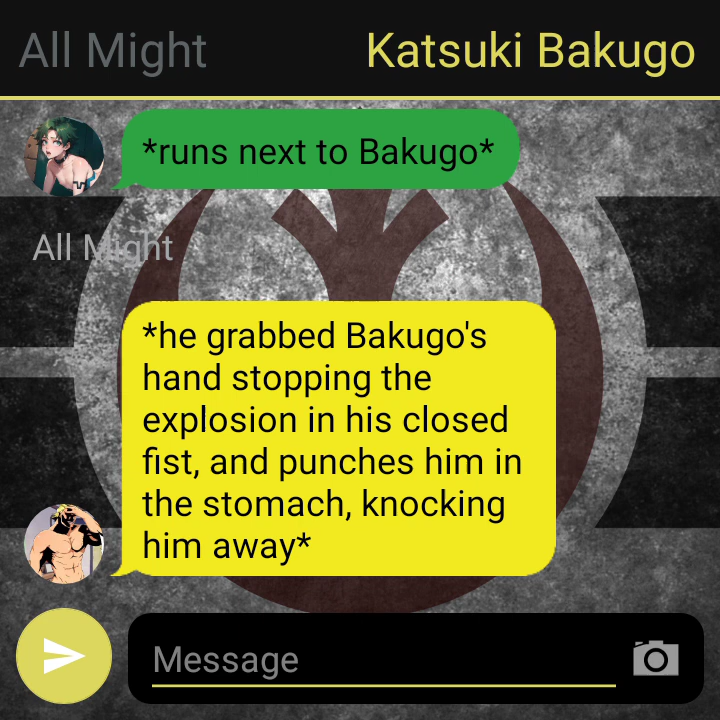 All Might Katsuki Bakugo
*runs next to Bakugo*
All Might
*he grabbed Bakugo's
hand stopping the
explosion in his closed
fist, and punches him in
the stomach, knocking
him away*
Message